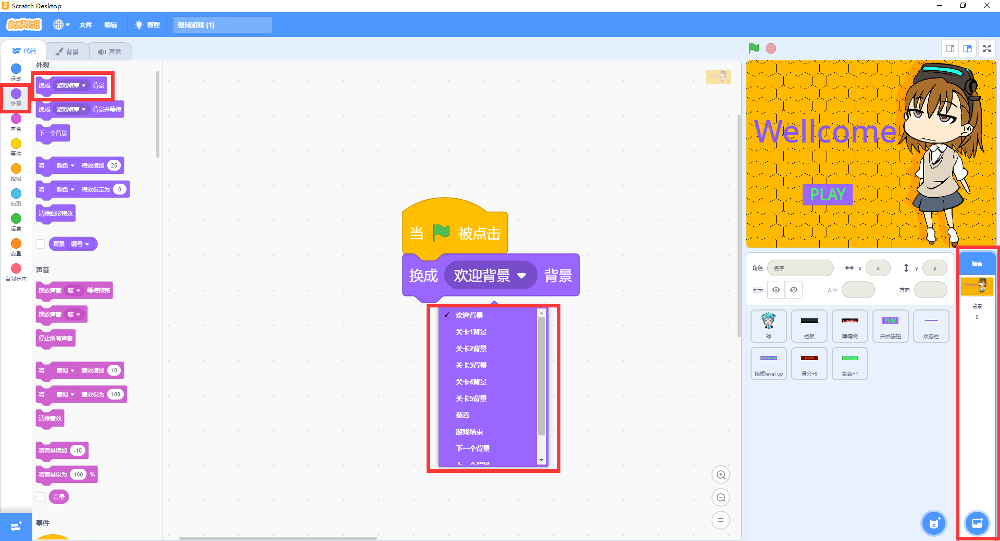 Scratch Desktop
SCRATCH
文件
编辑
教程
弹球游戏 (1)
代码
背景
声音
运动
外观
声音
事件
控制
侦测
运算
变量
自制积木
外观
换成 游戏结束 背景
换成 游戏结束 背景并等待
下一个背景
将 颜色 特效增加 25
将 颜色 特效设定为 0
清除图形特效
背景 编号
声音
播放声音 啵 等待播完
播放声音 啵
停止所有声音
将 音调 音效增加 10
将 音调 音效设为 100
清除音效
将音量增加 -10
将音量设为 100 %
音量
事件
当 被点击
换成 欢迎背景 背景
✓ 欢迎背景
关卡1背景
关卡2背景
关卡3背景
关卡4背景
关卡5背景
恭喜
游戏结束
下一个背景
上一个背景
Wellcome
PLAY
角色 名字 x x y y
显示 大小 方向
球
挡板
障碍物
PLAY
开始按钮
状态栏
挡板level up
得分+5
得分+5
生命+1
舞台
Wellcome
背景
8